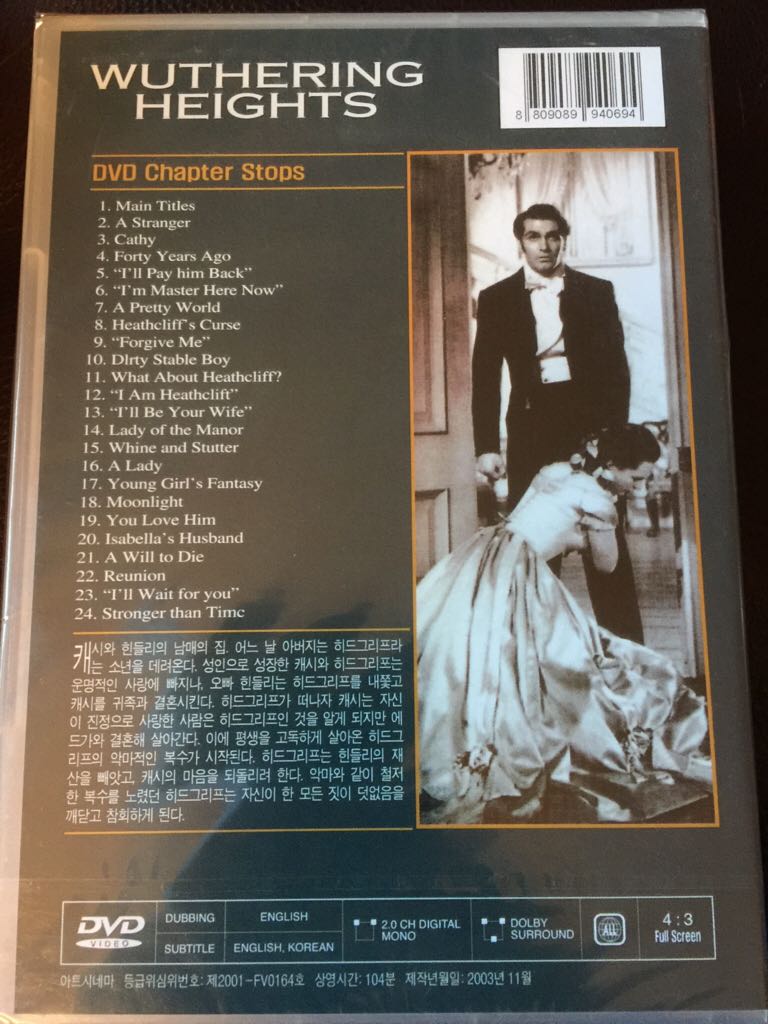 WUTHERING
HEIGHTS
8 809089 940694
DVD Chapter Stops
1. Main Titles
2. A Stranger
3. Cathy
4. Forty Years Ago
5. “I'll Pay him Back”
6. “I'm Master Here Now”
7. A Pretty World
8. Heathcliff's Curse
9. “Forgive Me”
10. DIrty Stable Boy
11. What About Heathcliff?
12. “I Am Heathclift”
13. “I'll Be Your Wife”
14. Lady of the Manor
15. Whine and Stutter
16. A Lady
17. Young Girl's Fantasy
18. Moonlight
19. You Love Him
20. Isabella's Husband
21. A Will to Die
22. Reunion
23. “I'll Wait for you”
24. Stronger than Timc
캐시와 힌들리의 남매의 집. 어느 날 아버지는 히드그리프라
는 소년을 데려온다. 성인으로 성장한 캐시와 히드그리프는
운명적인 사랑에 빠지나, 오빠 힌들리는 히드그리프를 내쫓고
캐시를 귀족과 결혼시킨다. 히드그리프가 떠나자 캐시는 자신
이 진정으로 사랑한 사람은 히드그리프인 것을 알게 되지만 에
드가와 결혼해 살아간다. 이에 평생을 고독하게 살아온 히드그
리프의 악마적인 복수가 시작된다. 히드그리프는 힌들리의 재
산을 빼앗고, 캐시의 마음을 되돌리려 한다. 악마와 같이 철저
한 복수를 노렸던 히드그리프는 자신이 한 모든 짓이 덧없음을
깨닫고 참회하게 된다.
DVD VIDEO
DUBBING ENGLISH
SUBTITLE ENGLISH, KOREAN
2.0 CH DIGITAL
MONO
DOLBY
SURROUND
ALL
4:3
Full Screen
아트시네마 등급위심위번호: 제2001-FV0164호 상영시간: 104분 제작년월일: 2003년 11월